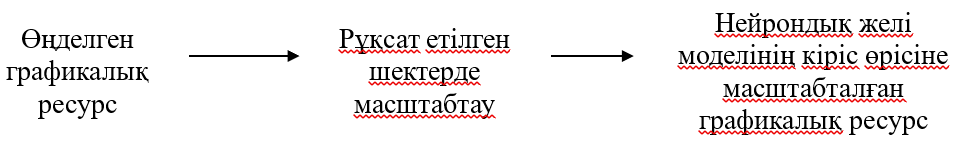 Өңделген
графикалық
ресурс
Рұқсат етілген
шектерде
масштабтау
Нейрондық желі
моделінің кіріс өрісіне
масштабталған
графикалық ресурс